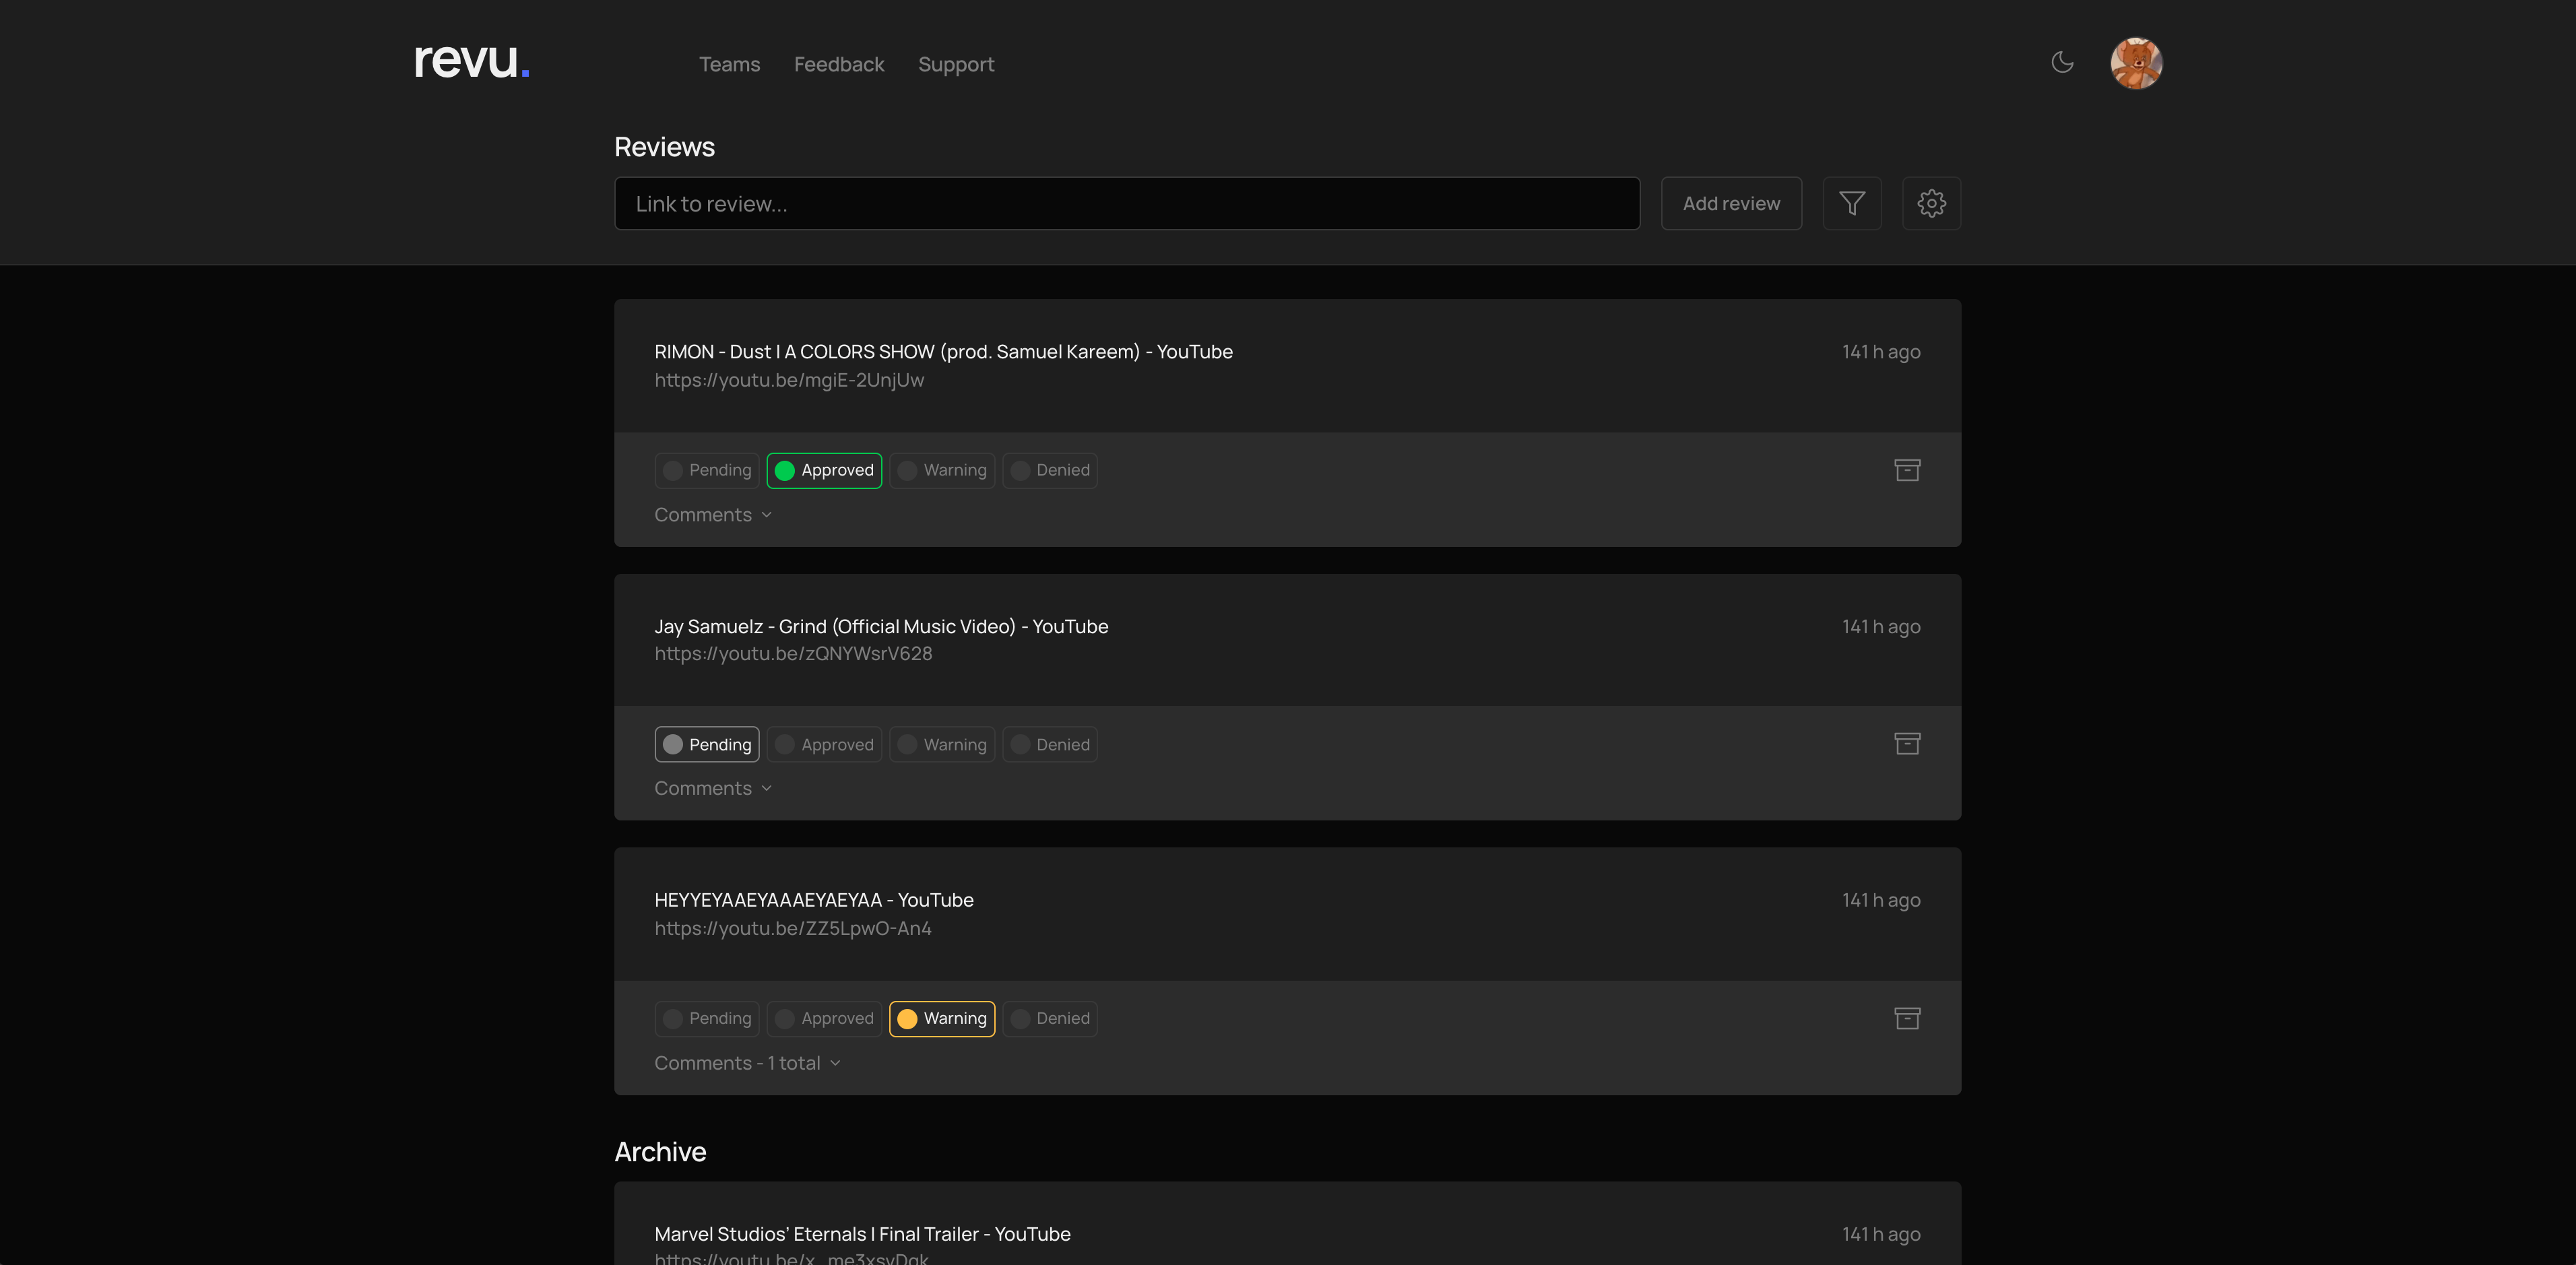 revu.
Teams Feedback Support
Reviews
Link to review... Add review
RIMON - Dust I A COLORS SHOW (prod. Samuel Kareem) - YouTube 141 h ago
https://youtu.be/mgiE-2UnjUw
Pending Approved Warning Denied
Comments
Jay Samuelz - Grind (Official Music Video) - YouTube 141 h ago
https://youtu.be/zQNYWsrV628
Pending Approved Warning Denied
Comments
HEYYEYAAEYAAAEYAEYAA - YouTube 141 h ago
https://youtu.be/ZZ5LpwO-An4
Pending Approved Warning Denied
Comments - 1 total
Archive
Marvel Studios’ Eternals I Final Trailer - YouTube 141 h ago